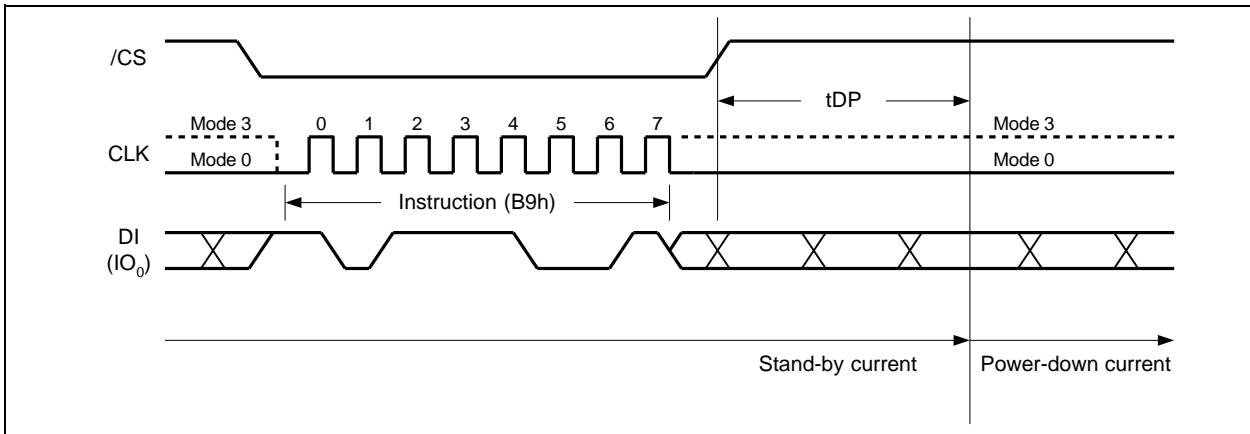 /CS
tDP
Mode 3 0 1 2 3 4 5 6 7 Mode 3
CLK
Mode 0 Mode 0
Instruction (B9h)
DI
(IO0)
Stand-by current Power-down current